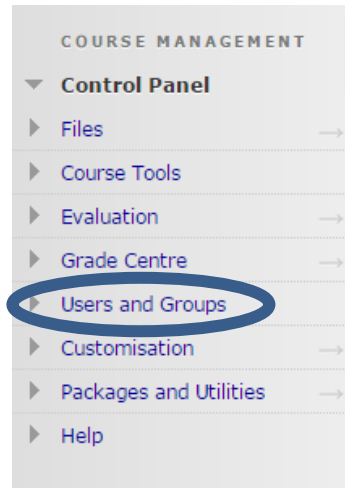 COURSE MANAGEMENT
Control Panel
Files
Course Tools
Evaluation
Grade Centre
Users and Groups
Customisation
Packages and Utilities
Help